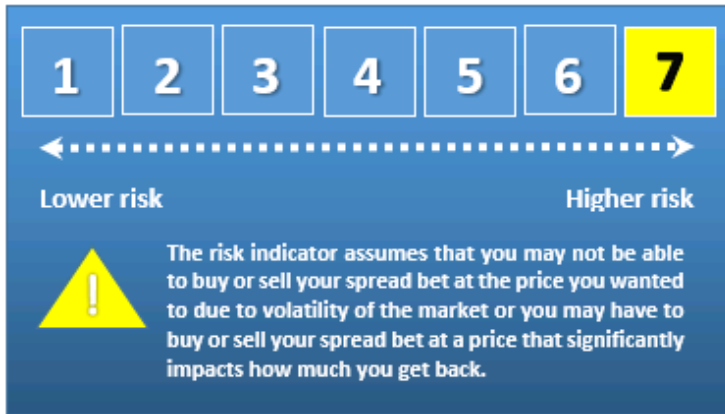 1 2 3 4 5 6 7
Lower risk Higher risk
!
The risk indicator assumes that you may not be able
to buy or sell your spread bet at the price you wanted
to due to volatility of the market or you may have to
buy or sell your spread bet at a price that significantly
impacts how much you get back.